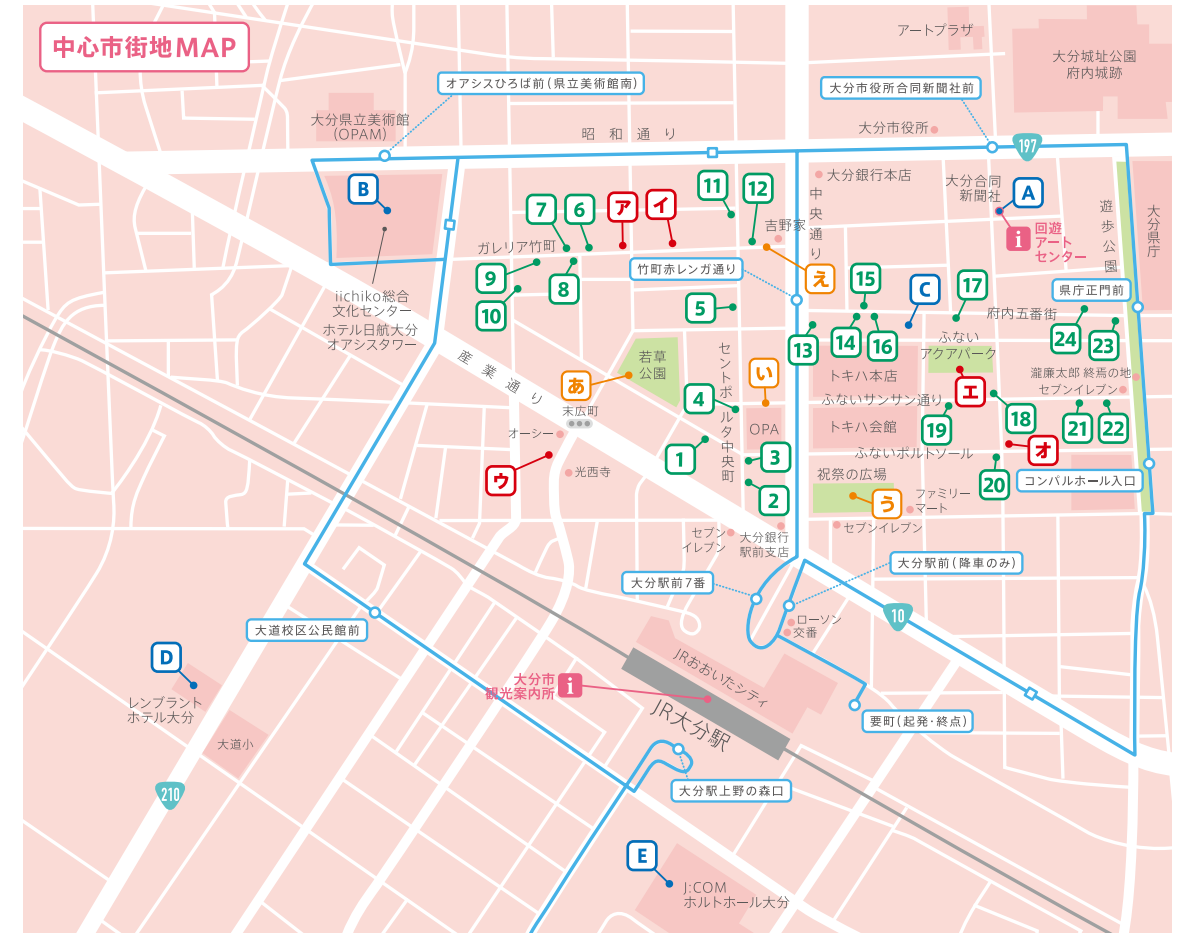 中心市街地MAP
アートプラザ
大分城址公園
府内城跡
オアシスひろば前(県立美術館南)
大分市役所合同新聞社前
大分県立美術館
(OPAM)
昭和通り
大分市役所
197
大分銀行本店
大分合同
新聞社
A
B
回遊
アート
センター
遊歩公園
大分県庁
中央通り
吉野家
7
6
ア
イ
11
12
ガレリア竹町
え
竹町赤レンガ通り
9
8
10
5
15
C
17
県庁正門前
府内五番街
iichiko総合
文化センター
ホテル日航大分
オアシスタワー
13
14
16
24
23
ふない
アクアパーク
産業通り
若草
公園
セントポルタ中央町
い
あ
トキハ本店
エ
瀧廉太郎 終焉の地
セブンイレブン
4
末広町
ふないサンサン通り
18
19
21
22
オーシー
OPA
トキハ会館
1
3
ふないポルトソール
オ
ウ
光西寺
祝祭の広場
20
コンパルホール入口
2
う
ファミリー
マート
セブンイレブン
セブン
イレブン
大分銀行
駅前支店
大分駅前7番
大分駅前(降車のみ)
10
ローソン
交番
大道校区公民館前
D
レンブラント
ホテル大分
大道小
大分市
観光案内所
JRおおいたシティ
JR大分駅
要町(起発・終点)
210
大分駅上野の森口
E
J:COM
ホルトホール大分